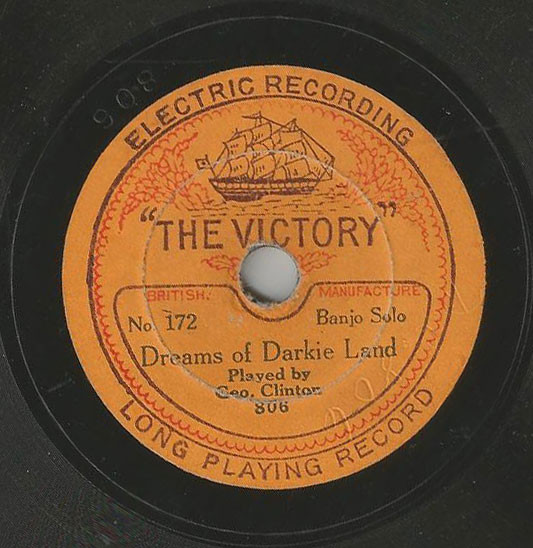 908
ELECTRIC RECORDING
"THE VICTORY"
BRITISH. MANUFACTURE
No. 172 Banjo Solo
Dreams of Darkie Land
Played by
Geo. Clinton
806
LONG PLAYING RECORD